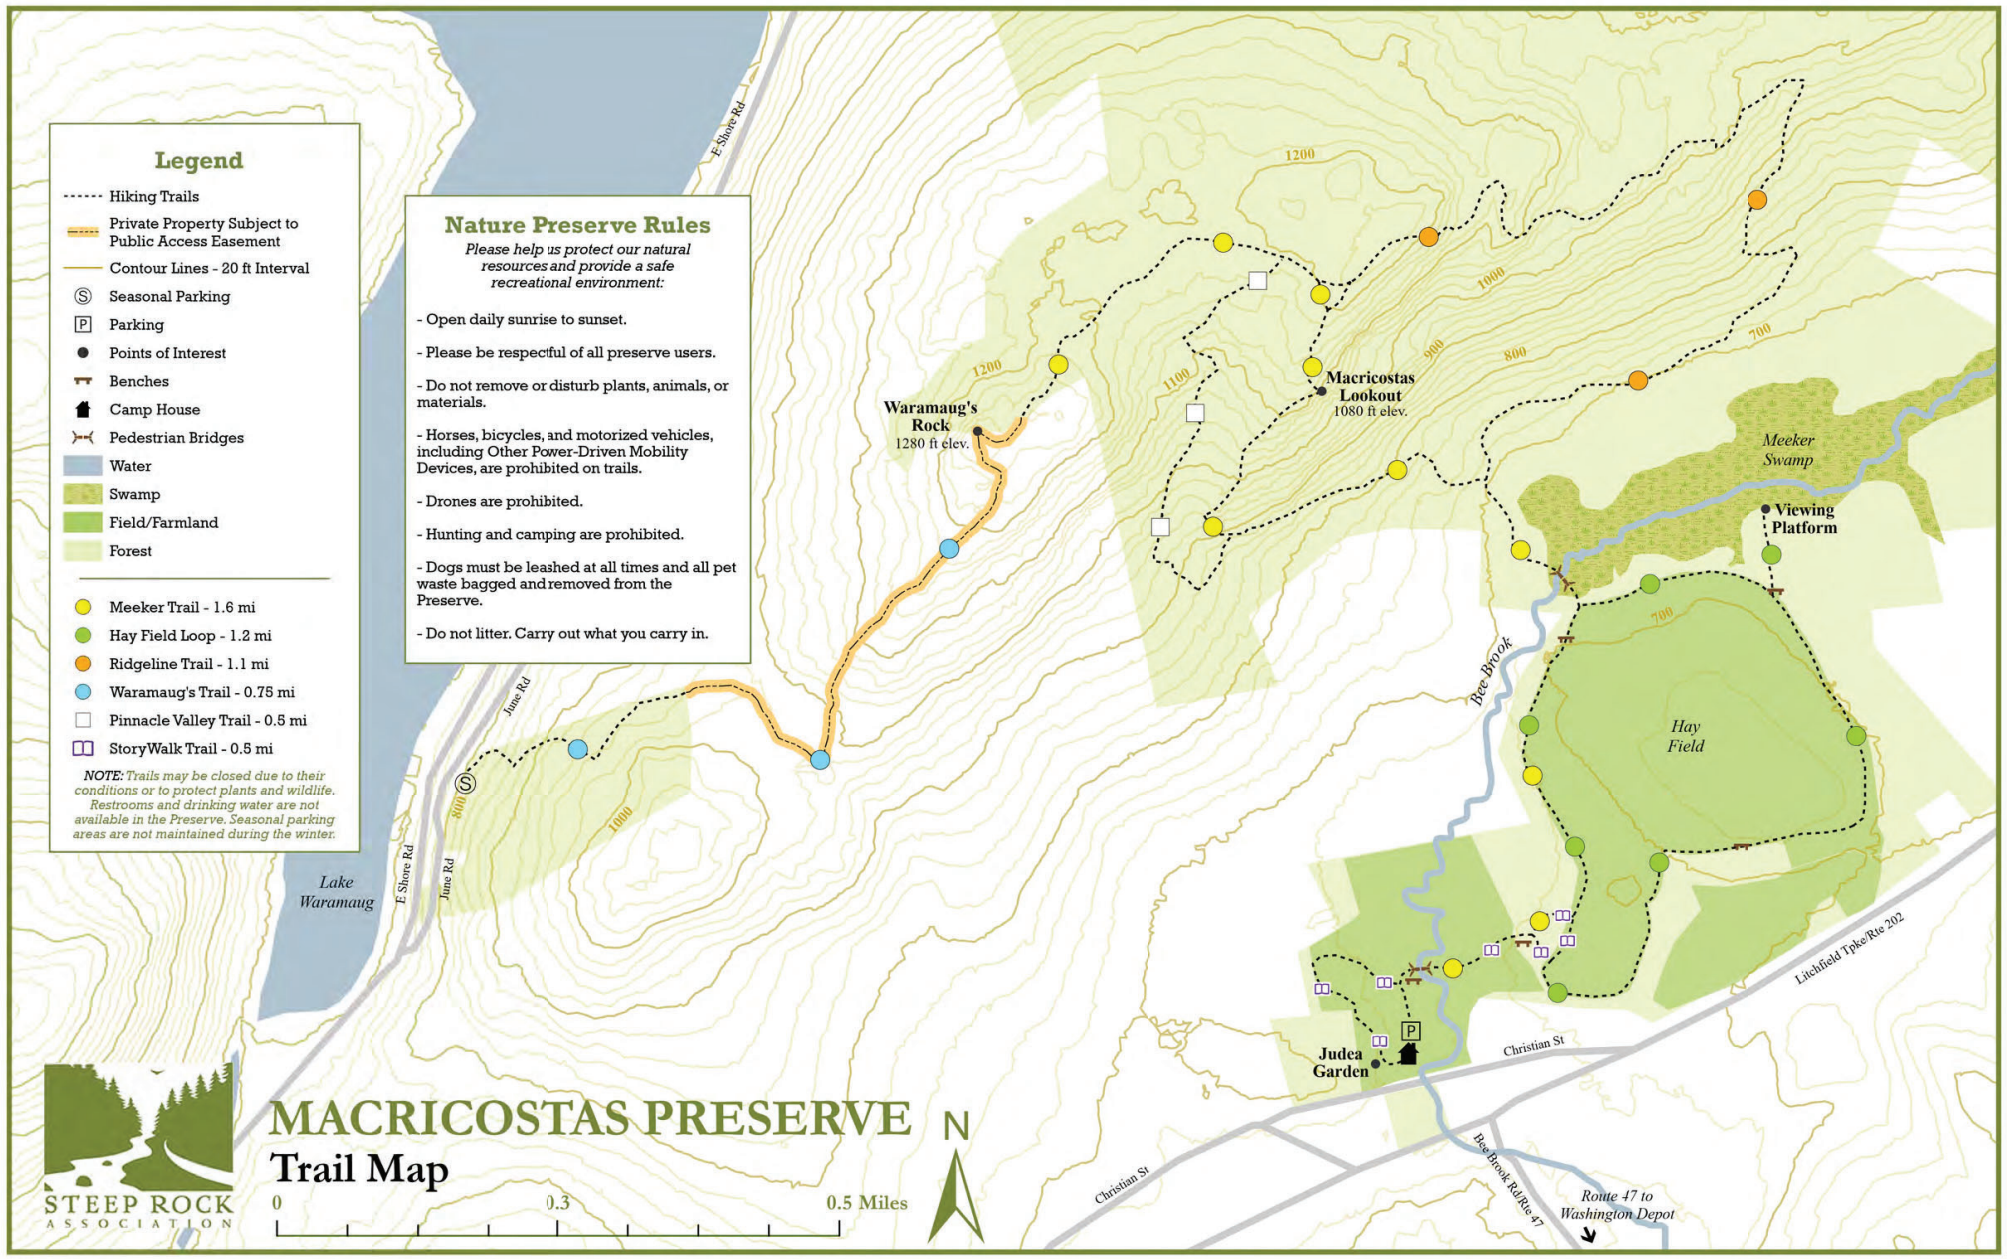 Legend
Hiking Trails
Private Property Subject to
Public Access Easement
Contour Lines - 20 ft Interval
S Seasonal Parking
P Parking
Points of Interest
Benches
Camp House
Pedestrian Bridges
Water
Swamp
Field/Farmland
Forest
Meeker Trail - 1.6 mi
Hay Field Loop - 1.2 mi
Ridgeline Trail - 1.1 mi
Waramaug's Trail - 0.75 mi
Pinnacle Valley Trail - 0.5 mi
StoryWalk Trail - 0.5 mi
NOTE: Trails may be closed due to their
conditions or to protect plants and wildlife.
Restrooms and drinking water are not
available in the Preserve. Seasonal parking
areas are not maintained during the winter.
Nature Preserve Rules
Please help us protect our natural
resources and provide a safe
recreational environment:
- Open daily sunrise to sunset.
- Please be respectful of all preserve users.
- Do not remove or disturb plants, animals, or
materials.
- Horses, bicycles, and motorized vehicles,
including Other Power-Driven Mobility
Devices, are prohibited on trails.
- Drones are prohibited.
- Hunting and camping are prohibited.
- Dogs must be leashed at all times and all pet
waste bagged and removed from the
Preserve.
- Do not litter. Carry out what you carry in.
E Shore Rd
1200
1000
900
800
700
1200
1100
Waramaug's
Rock
1280 ft elev.
Macricostas
Lookout
1080 ft elev.
Meeker
Swamp
Viewing
Platform
700
Bee Brook
Hay
Field
June Rd
S
800
1000
E Shore Rd
June Rd
Lake
Waramaug
Litchfield Tpke/Rte 202
P
Judea
Garden
Christian St
Christian St
Bee Brook Rd/Rte 47
Route 47 to
Washington Depot
STEEP ROCK
ASSOCIATION
MACRICOSTAS PRESERVE
Trail Map
0
0.3
0.5 Miles
N